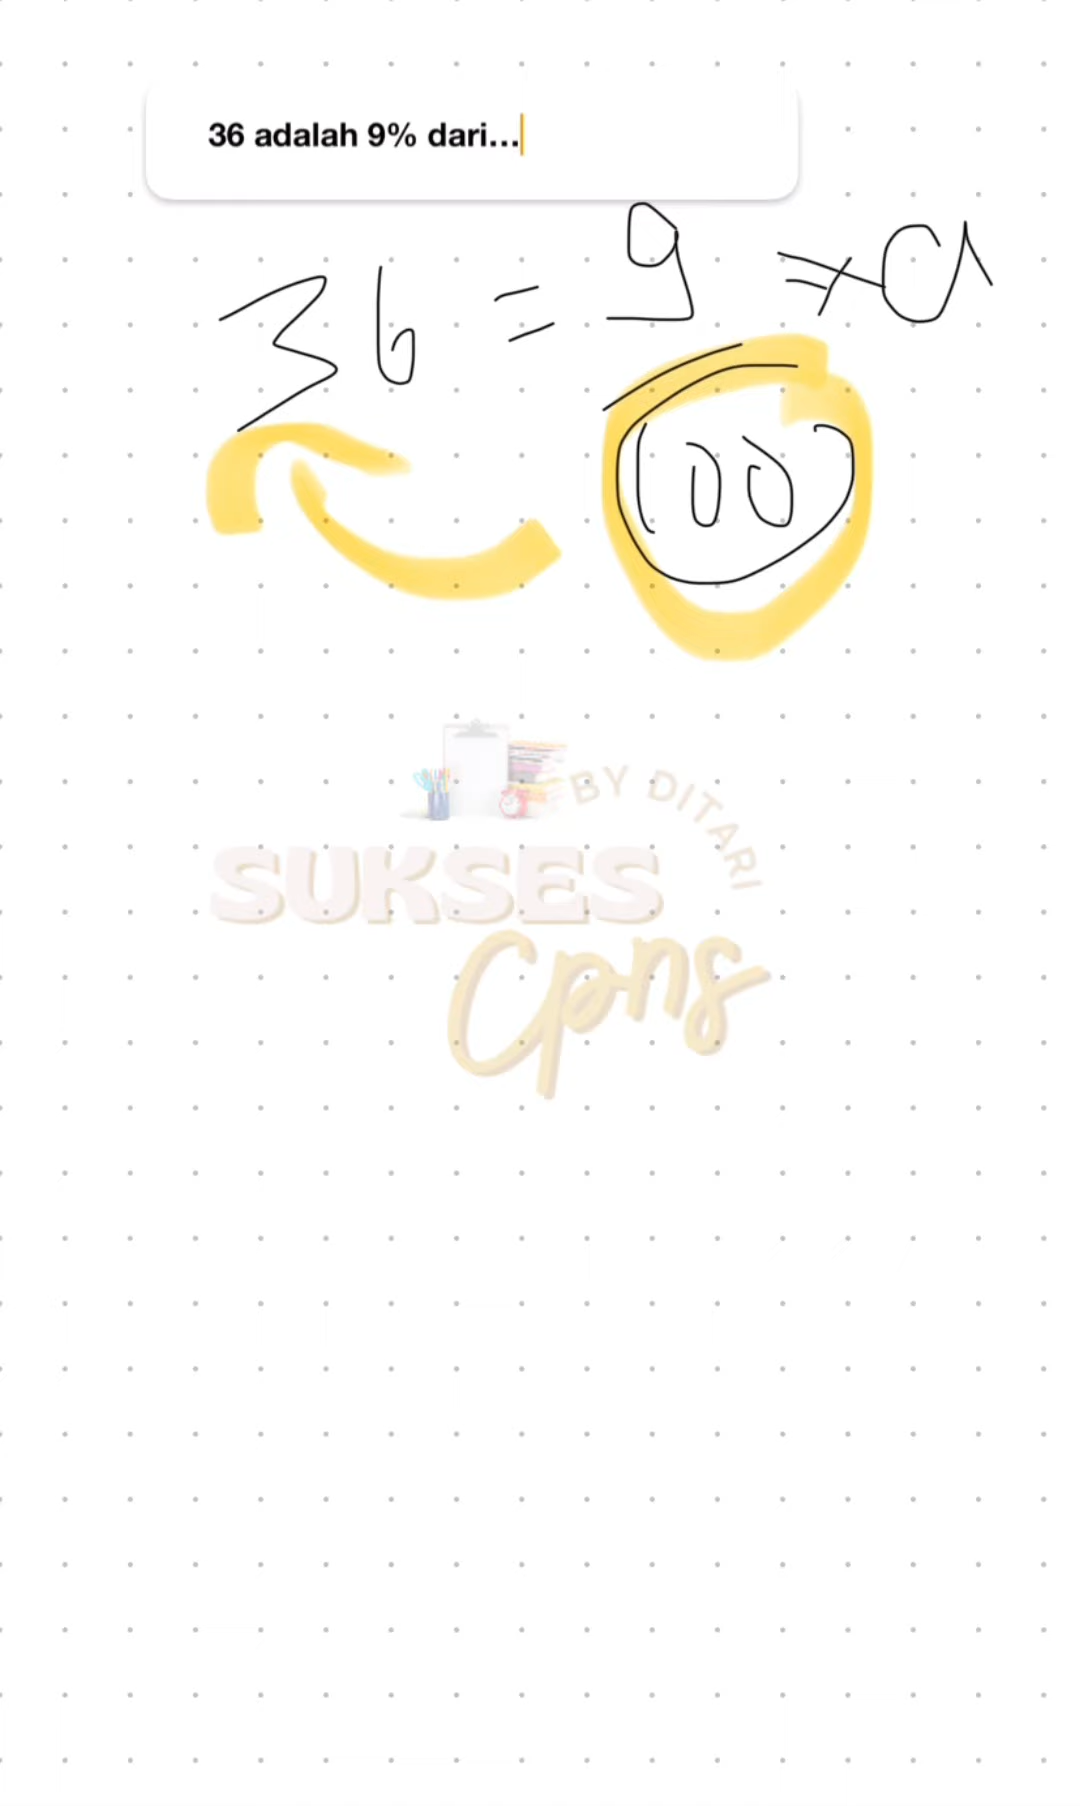 36 adalah 9% dari...
36 = 9 × a
100
BY DITARI
SUKSES
Cpns